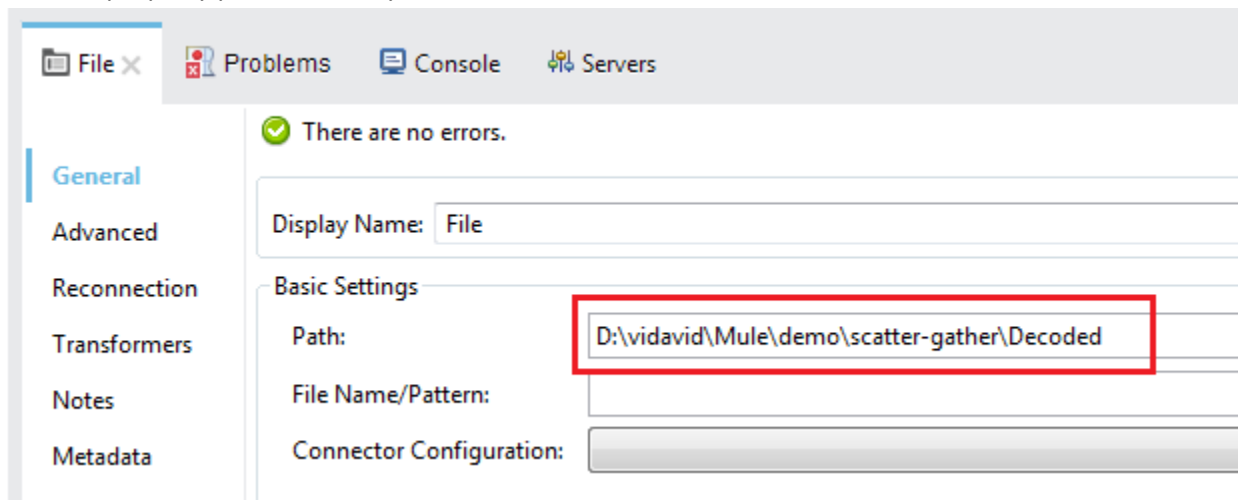 File Problems Console Servers
There are no errors.
General
Advanced
Reconnection
Transformers
Notes
Metadata
Display Name: File
Basic Settings
Path: D:\vidavid\Mule\demo\scatter-gather\Decoded
File Name/Pattern:
Connector Configuration: